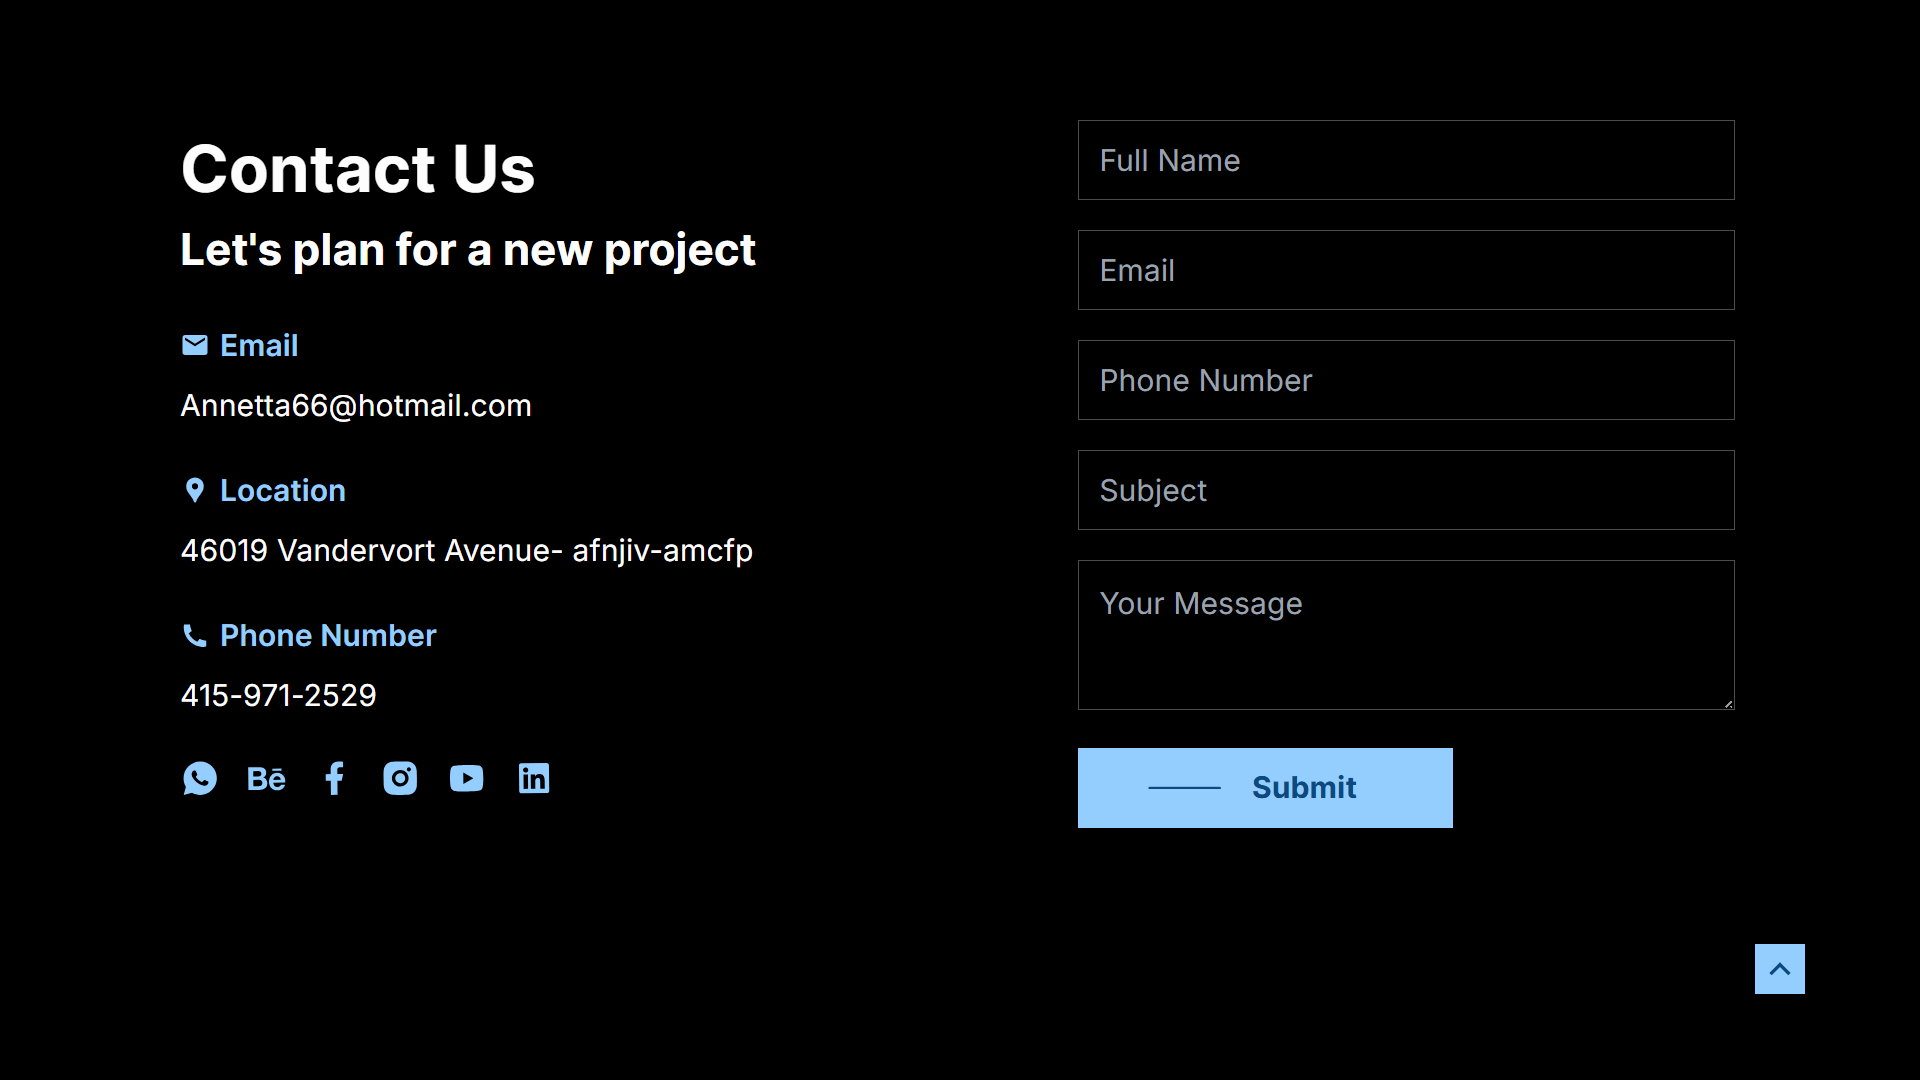 Contact Us
Let's plan for a new project
Email
Annetta66@hotmail.com
Location
46019 Vandervort Avenue- afnjiv-amcfp
Phone Number
415-971-2529
Bē
Full Name
Email
Phone Number
Subject
Your Message
Submit